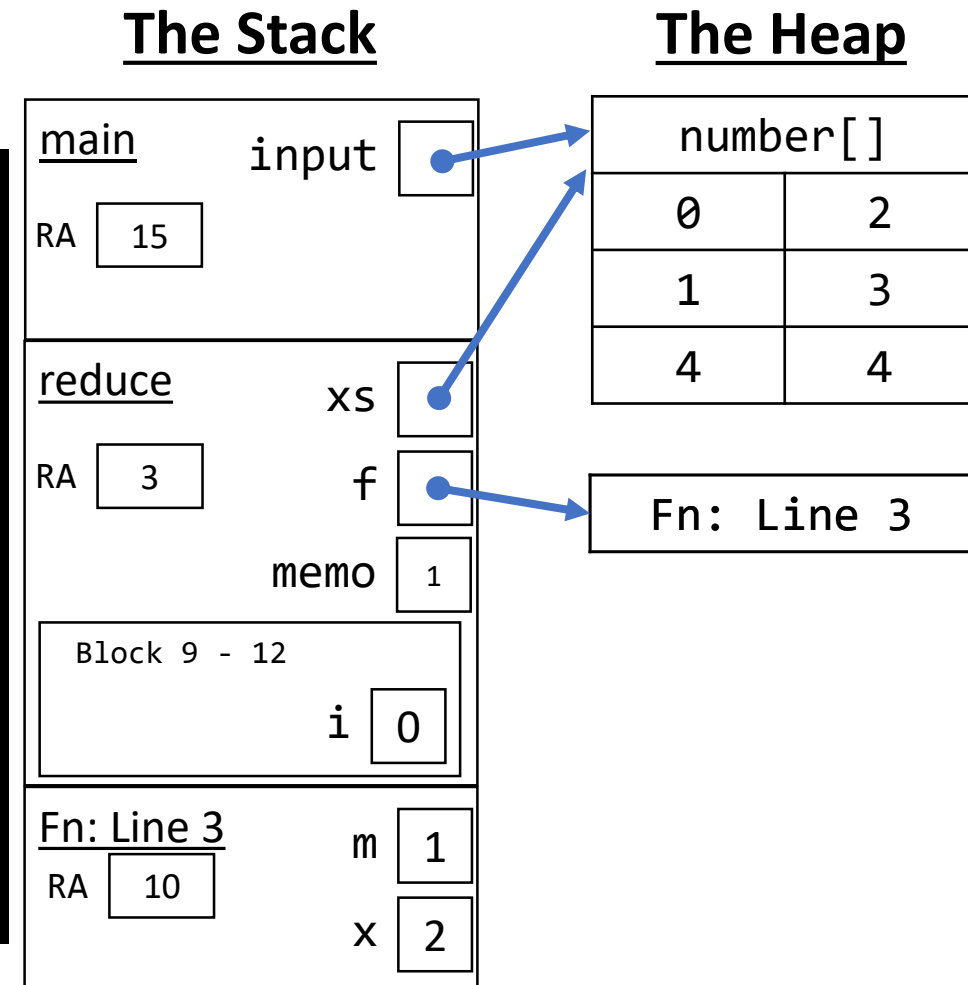 The Stack
The Heap
main
input
RA 15
number[]
0 2
1 3
4 4
reduce
xs
RA 3
f
memo 1
Block 9 - 12
i 0
Fn: Line 3
Fn: Line 3
RA 10
m 1
x 2